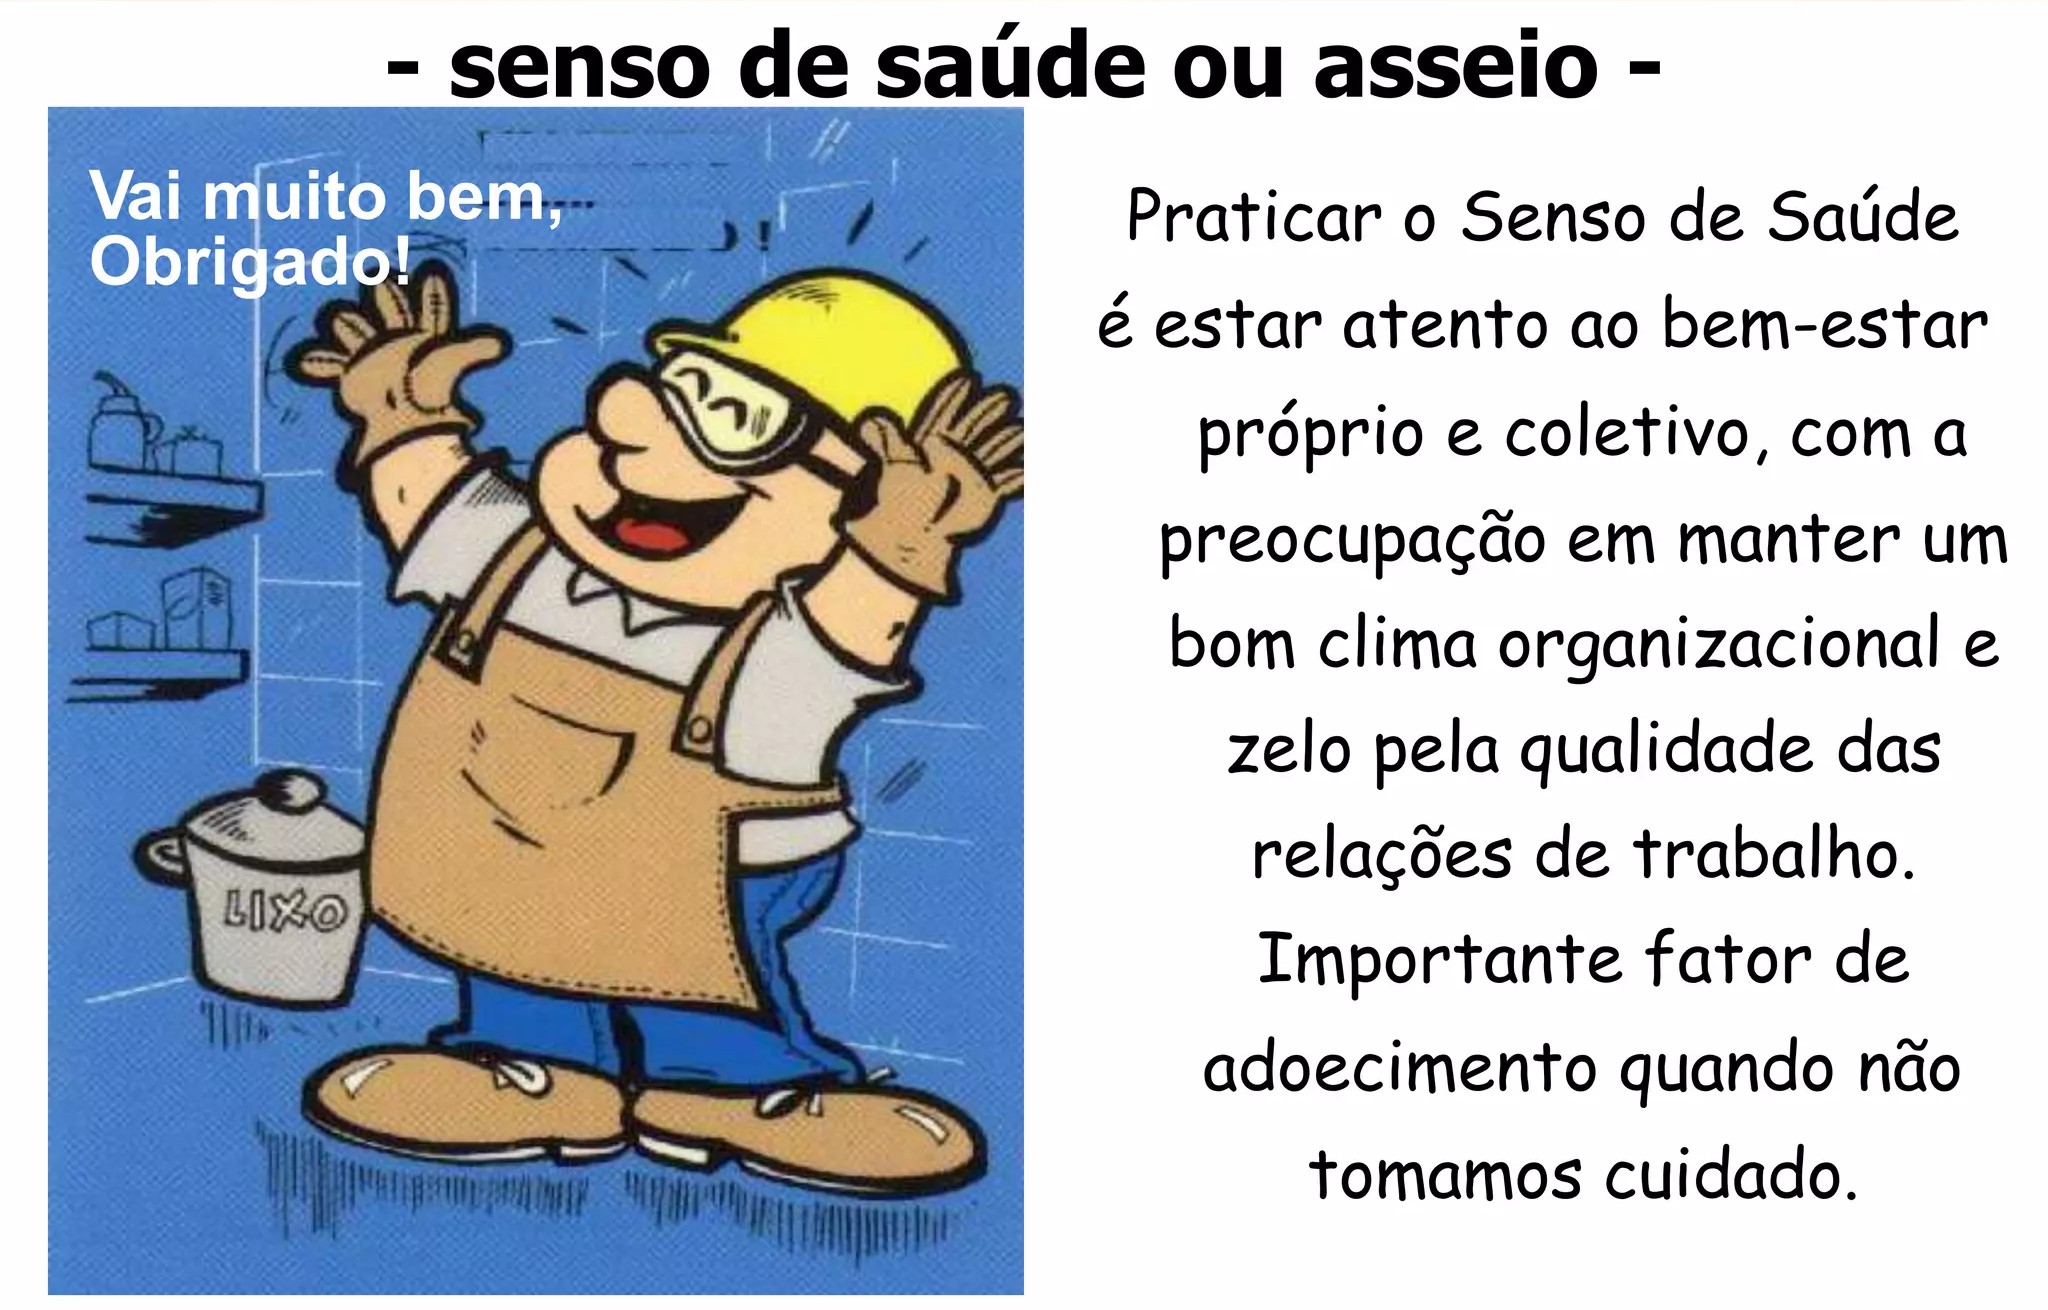 - senso de saúde ou asseio -
Vai muito bem,
Obrigado!
LIXO
Praticar o Senso de Saúde
é estar atento ao bem-estar
próprio e coletivo, com a
preocupação em manter um
bom clima organizacional e
zelo pela qualidade das
relações de trabalho.
Importante fator de
adoecimento quando não
tomamos cuidado.